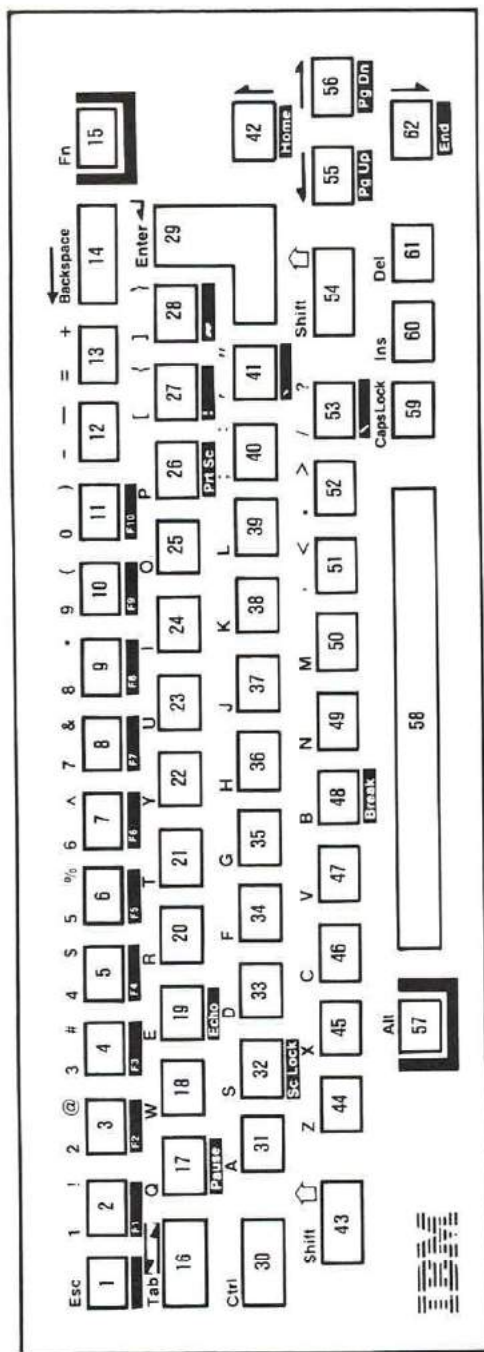 Esc 1 ! 2 @ 3 # 4 $ 5 % 6 ^ 7 & 8 * 9 ( 0 ) - — = + Backspace Fn
1 2 3 4 5 6 7 8 9 10 11 12 13 14 15
F1 F2 F3 F4 F5 F6 F7 F8 F9 F10
Tab Q W E R T Y U I O P [ { ] } Enter
16 17 18 19 20 21 22 23 24 25 26 27 28 29
Pause Echo Prt Sc ¦ ~
Ctrl A S D F G H J K L ; : ' "
30 31 32 33 34 35 36 37 38 39 40 41 42
Sc Lock ` Home
Shift Z X C V B N M , < . > / ? Shift
43 44 45 46 47 48 49 50 51 52 53 54 55 56
Break \ Pg Up Pg Dn
Alt CapsLock Ins Del
57 58 59 60 61 62
End
IBM